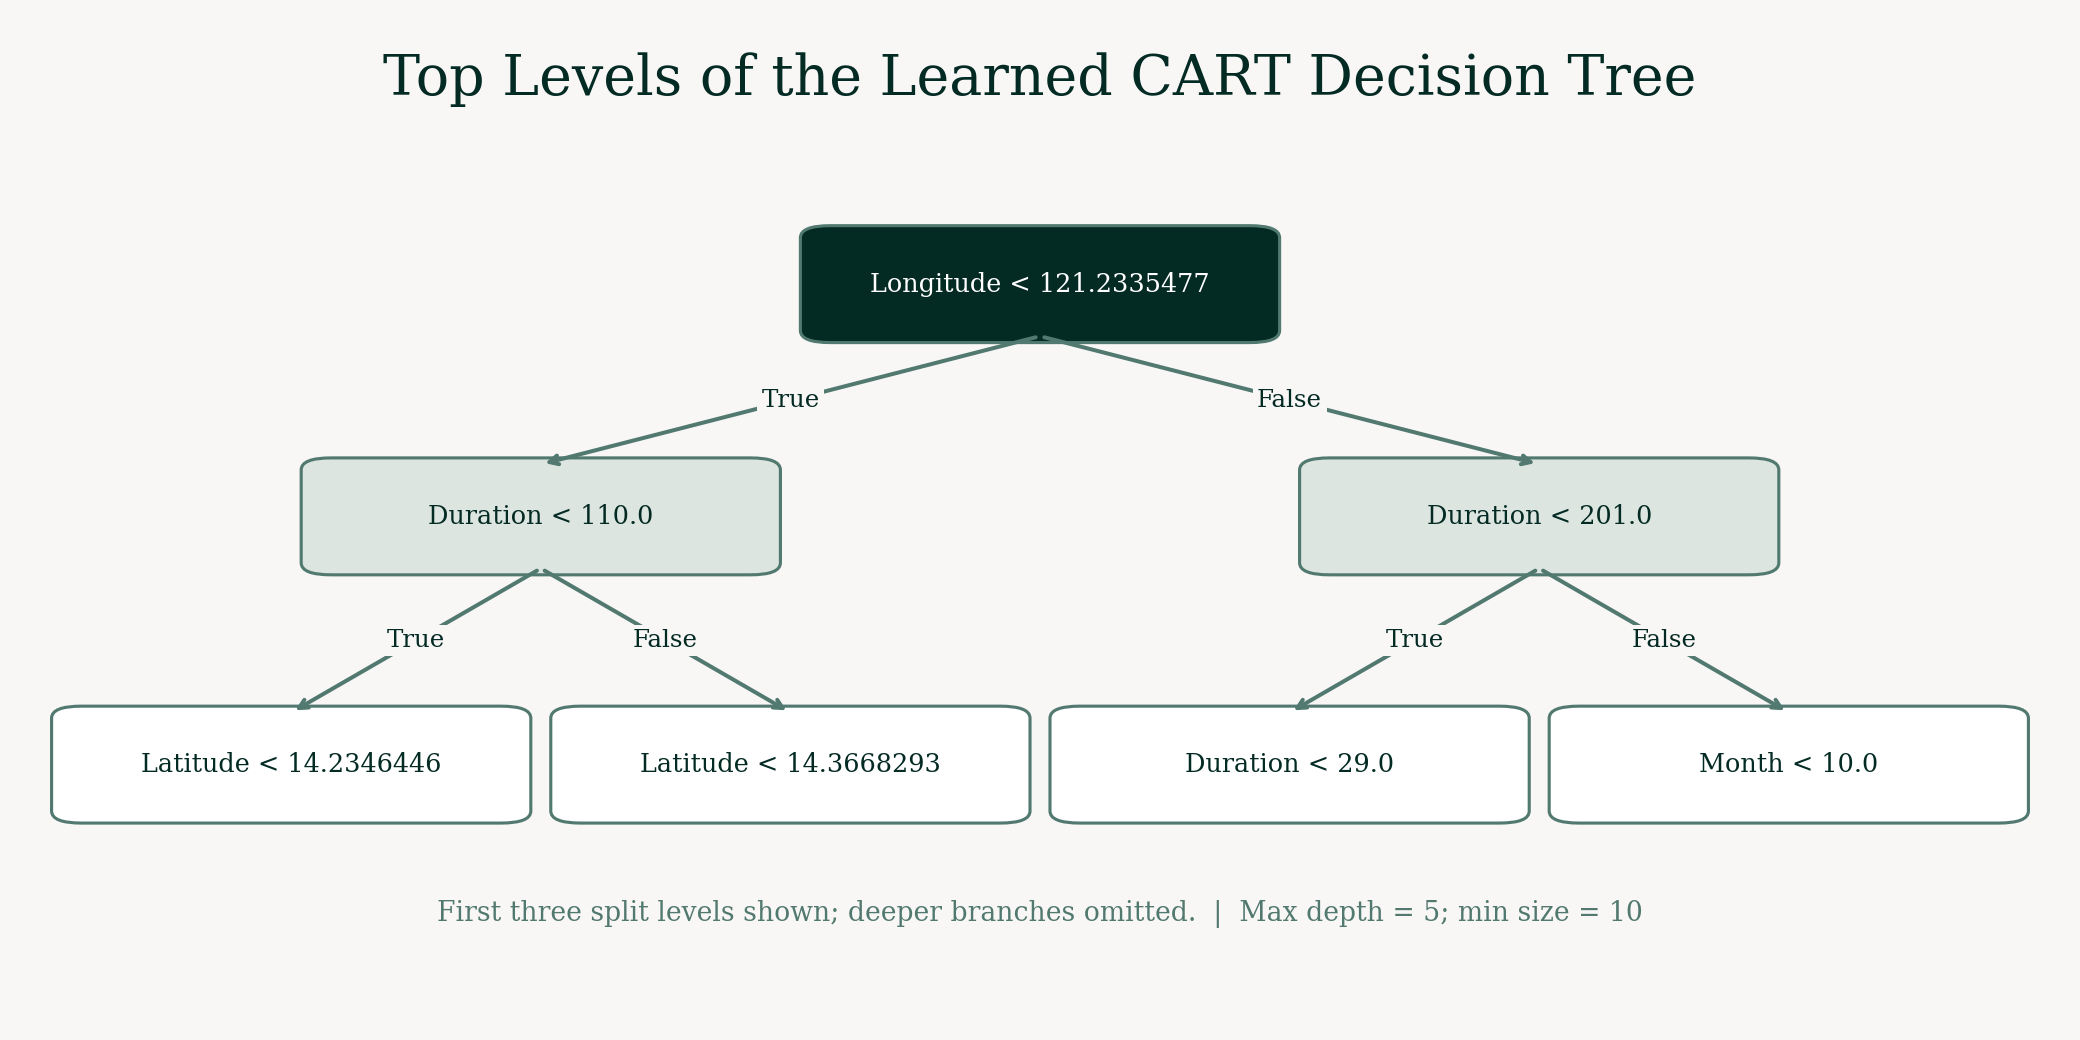 Top Levels of the Learned CART Decision Tree
Longitude < 121.2335477
True
False
Duration < 110.0
Duration < 201.0
True
False
True
False
Latitude < 14.2346446
Latitude < 14.3668293
Duration < 29.0
Month < 10.0
First three split levels shown; deeper branches omitted. | Max depth = 5; min size = 10